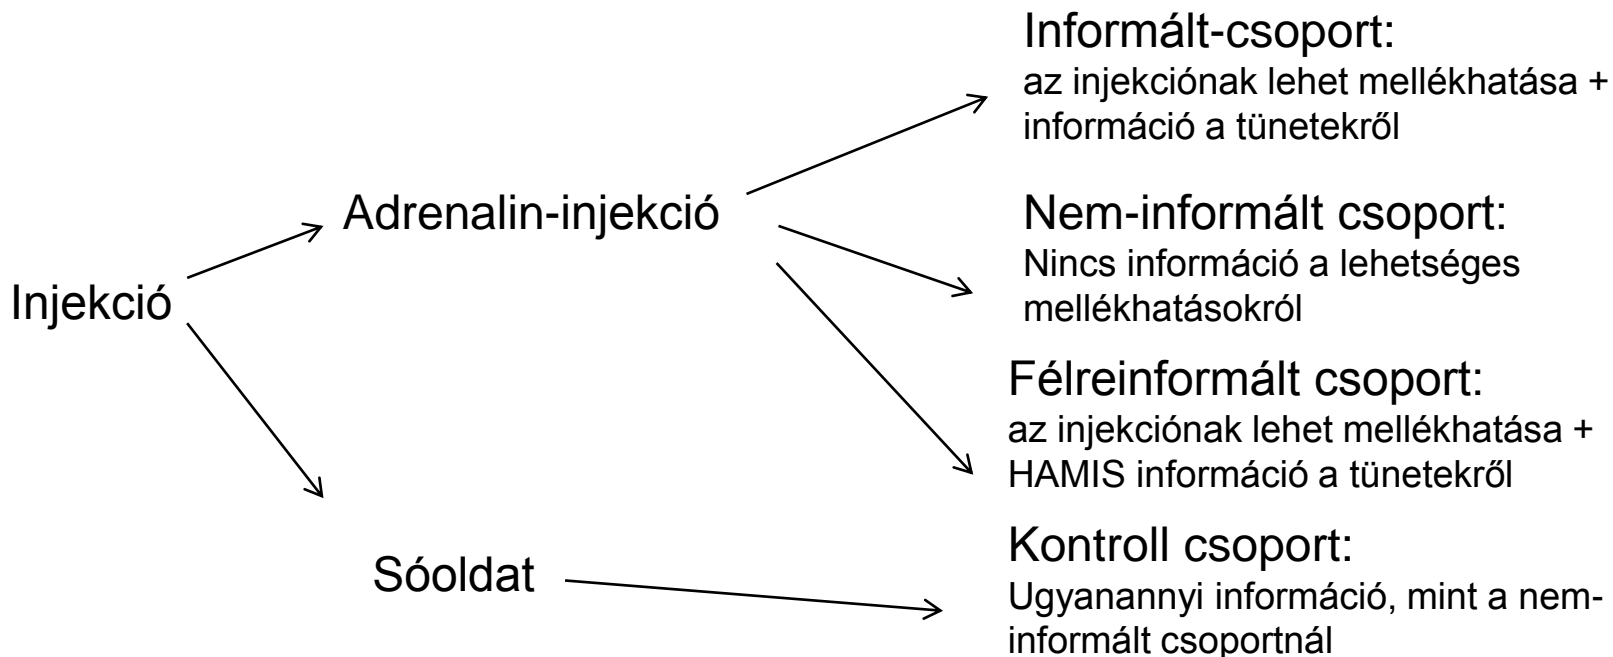 Injekció
Adrenalin-injekció
Sóoldat
Informált-csoport:
az injekciónak lehet mellékhatása +
információ a tünetekről
Nem-informált csoport:
Nincs információ a lehetséges
mellékhatásokról
Félreinformált csoport:
az injekciónak lehet mellékhatása +
HAMIS információ a tünetekről
Kontroll csoport:
Ugyanannyi információ, mint a nem-
informált csoportnál